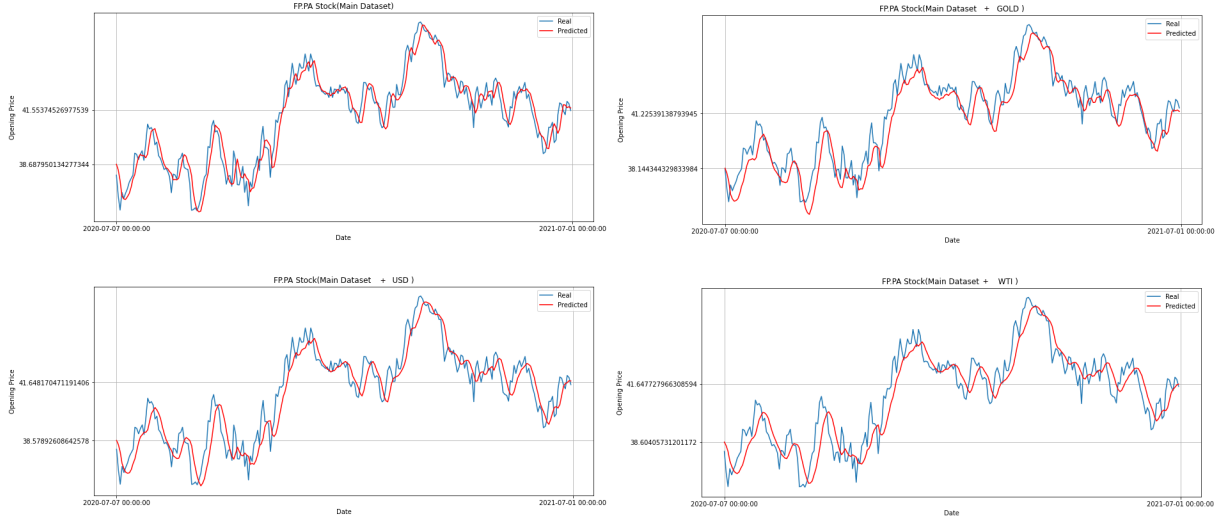 FP.PA Stock(Main Dataset)
Real
Predicted
Opening Price
41.55374526977539
38.687950134277344
2020-07-07 00:00:00
2021-07-01 00:00:00
Date
FP.PA Stock(Main Dataset + GOLD )
Real
Predicted
Opening Price
41.22539138793945
38.144344329833984
2020-07-07 00:00:00
2021-07-01 00:00:00
Date
FP.PA Stock(Main Dataset + USD )
Real
Predicted
Opening Price
41.648170471191406
38.57892608642578
2020-07-07 00:00:00
2021-07-01 00:00:00
Date
FP.PA Stock(Main Dataset + WTI )
Real
Predicted
Opening Price
41.647727966308594
38.60405731201172
2020-07-07 00:00:00
2021-07-01 00:00:00
Date